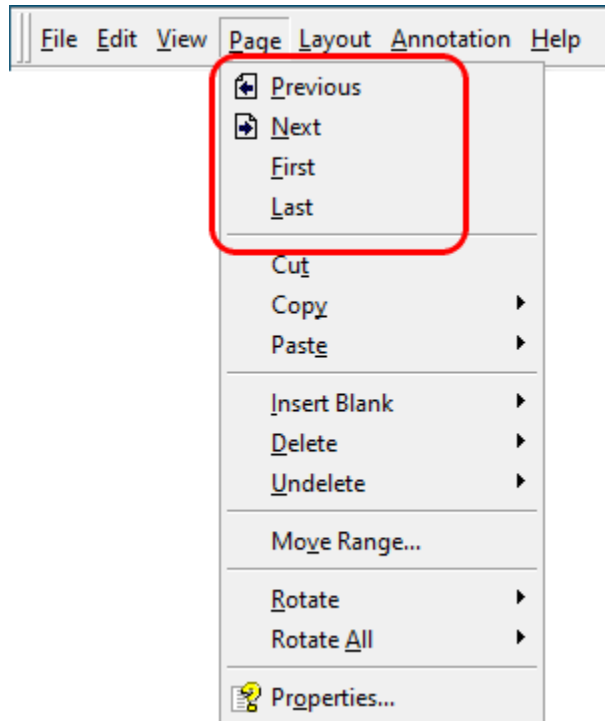 File Edit View Page Layout Annotation Help
Previous
Next
First
Last
Cut
Copy
Paste
Insert Blank
Delete
Undelete
Move Range...
Rotate
Rotate All
Properties...